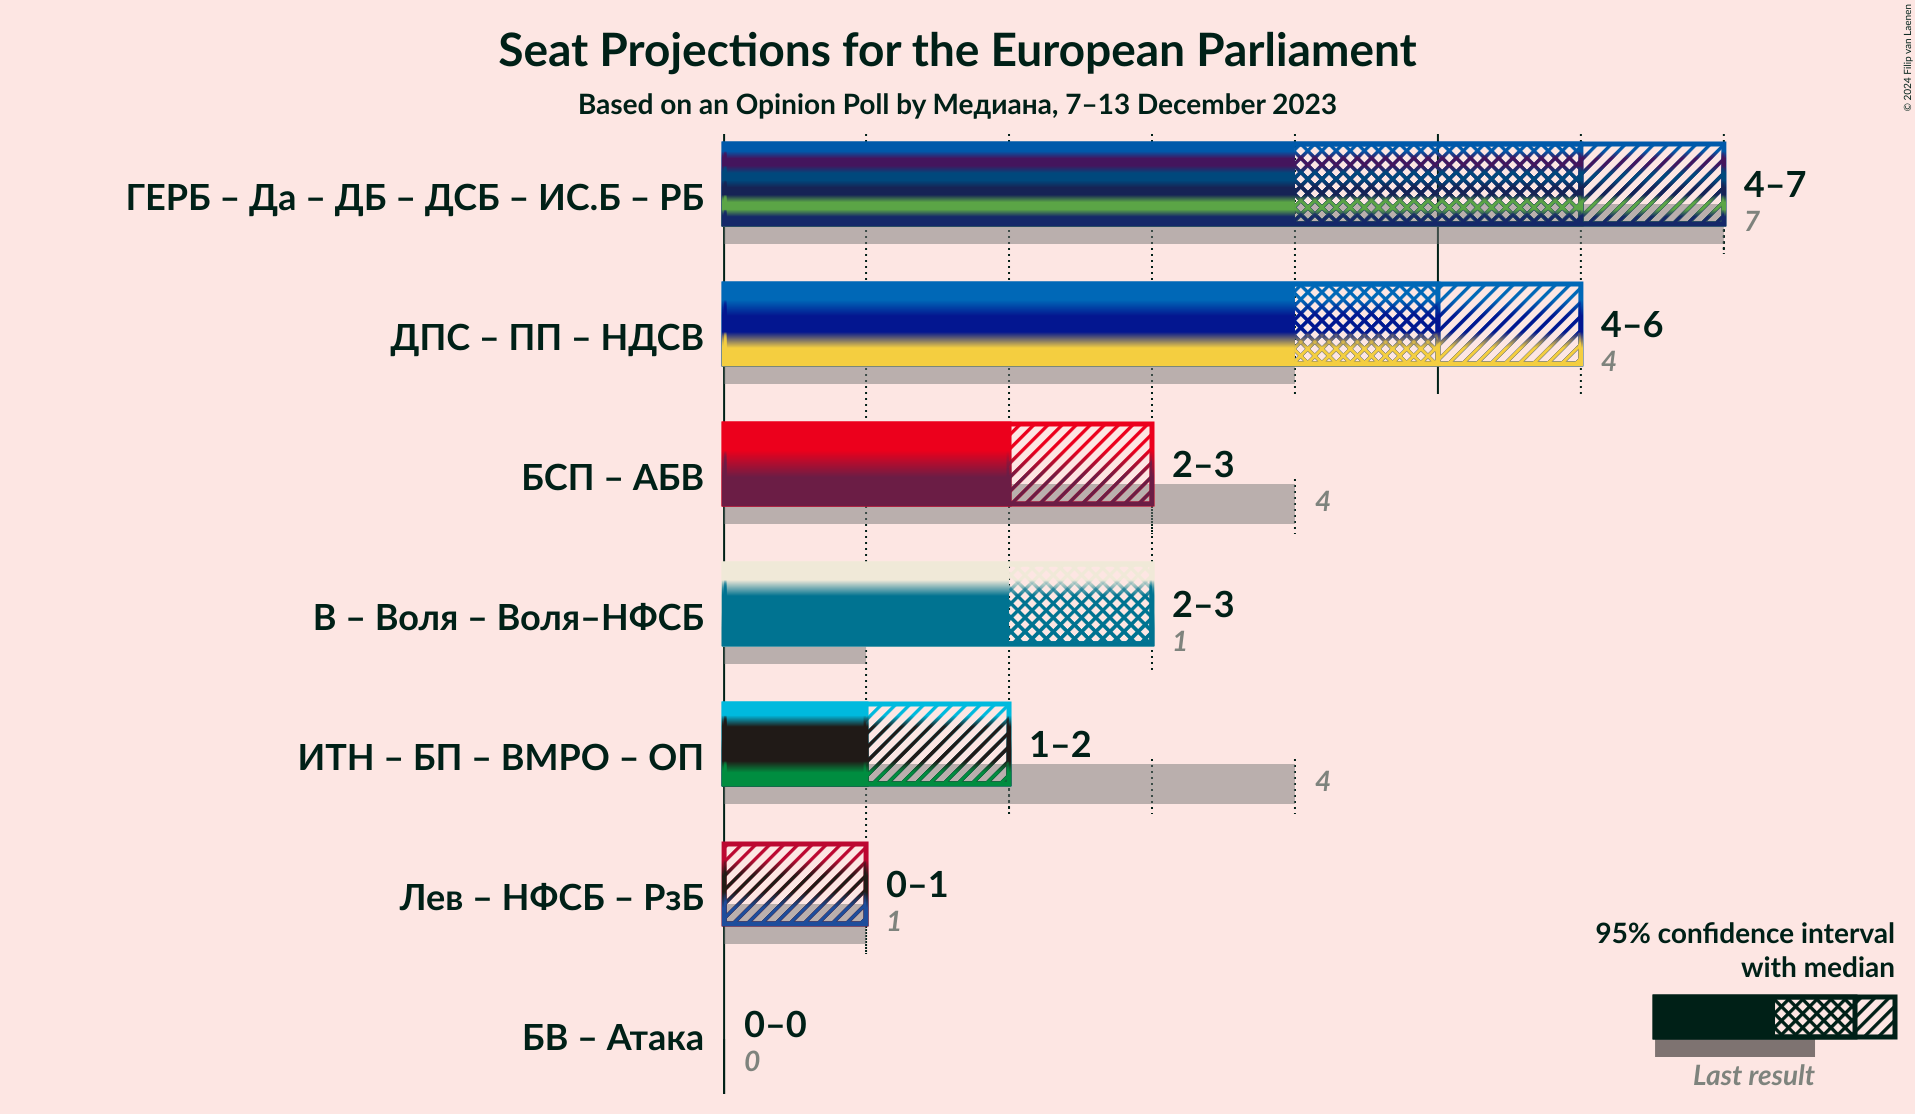 Seat Projections for the European Parliament
Based on an Opinion Poll by Медиана, 7–13 December 2023
© 2024 Filip van Laenen
ГЕРБ – Да – ДБ – ДСБ – ИС.Б – РБ
4–7
7
ДПС – ПП – НДСВ
4–6
4
БСП – АБВ
2–3
4
В – Воля – Воля–НФСБ
2–3
1
ИТН – БП – ВМРО – ОП
1–2
4
Лев – НФСБ – РзБ
0–1
1
БВ – Атака
0–0
0
95% confidence interval
with median
Last result